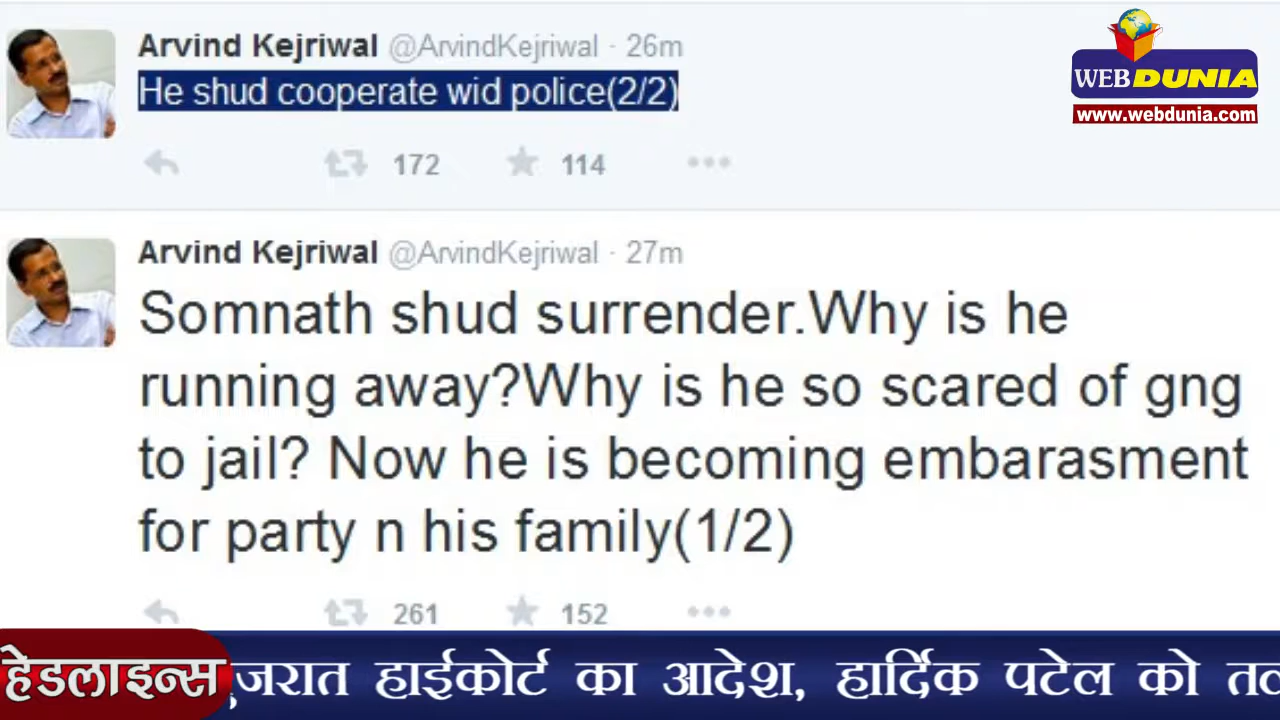 Arvind Kejriwal @ArvindKejriwal · 26m
He shud cooperate wid police(2/2)
172 114
WEBDUNIA
www.webdunia.com
Arvind Kejriwal @ArvindKejriwal · 27m
Somnath shud surrender.Why is he
running away?Why is he so scared of gng
to jail? Now he is becoming embarasment
for party n his family(1/2)
261 152
हेडलाइन्स
हाईकोर्ट का आदेश, हार्दिक पटेल को